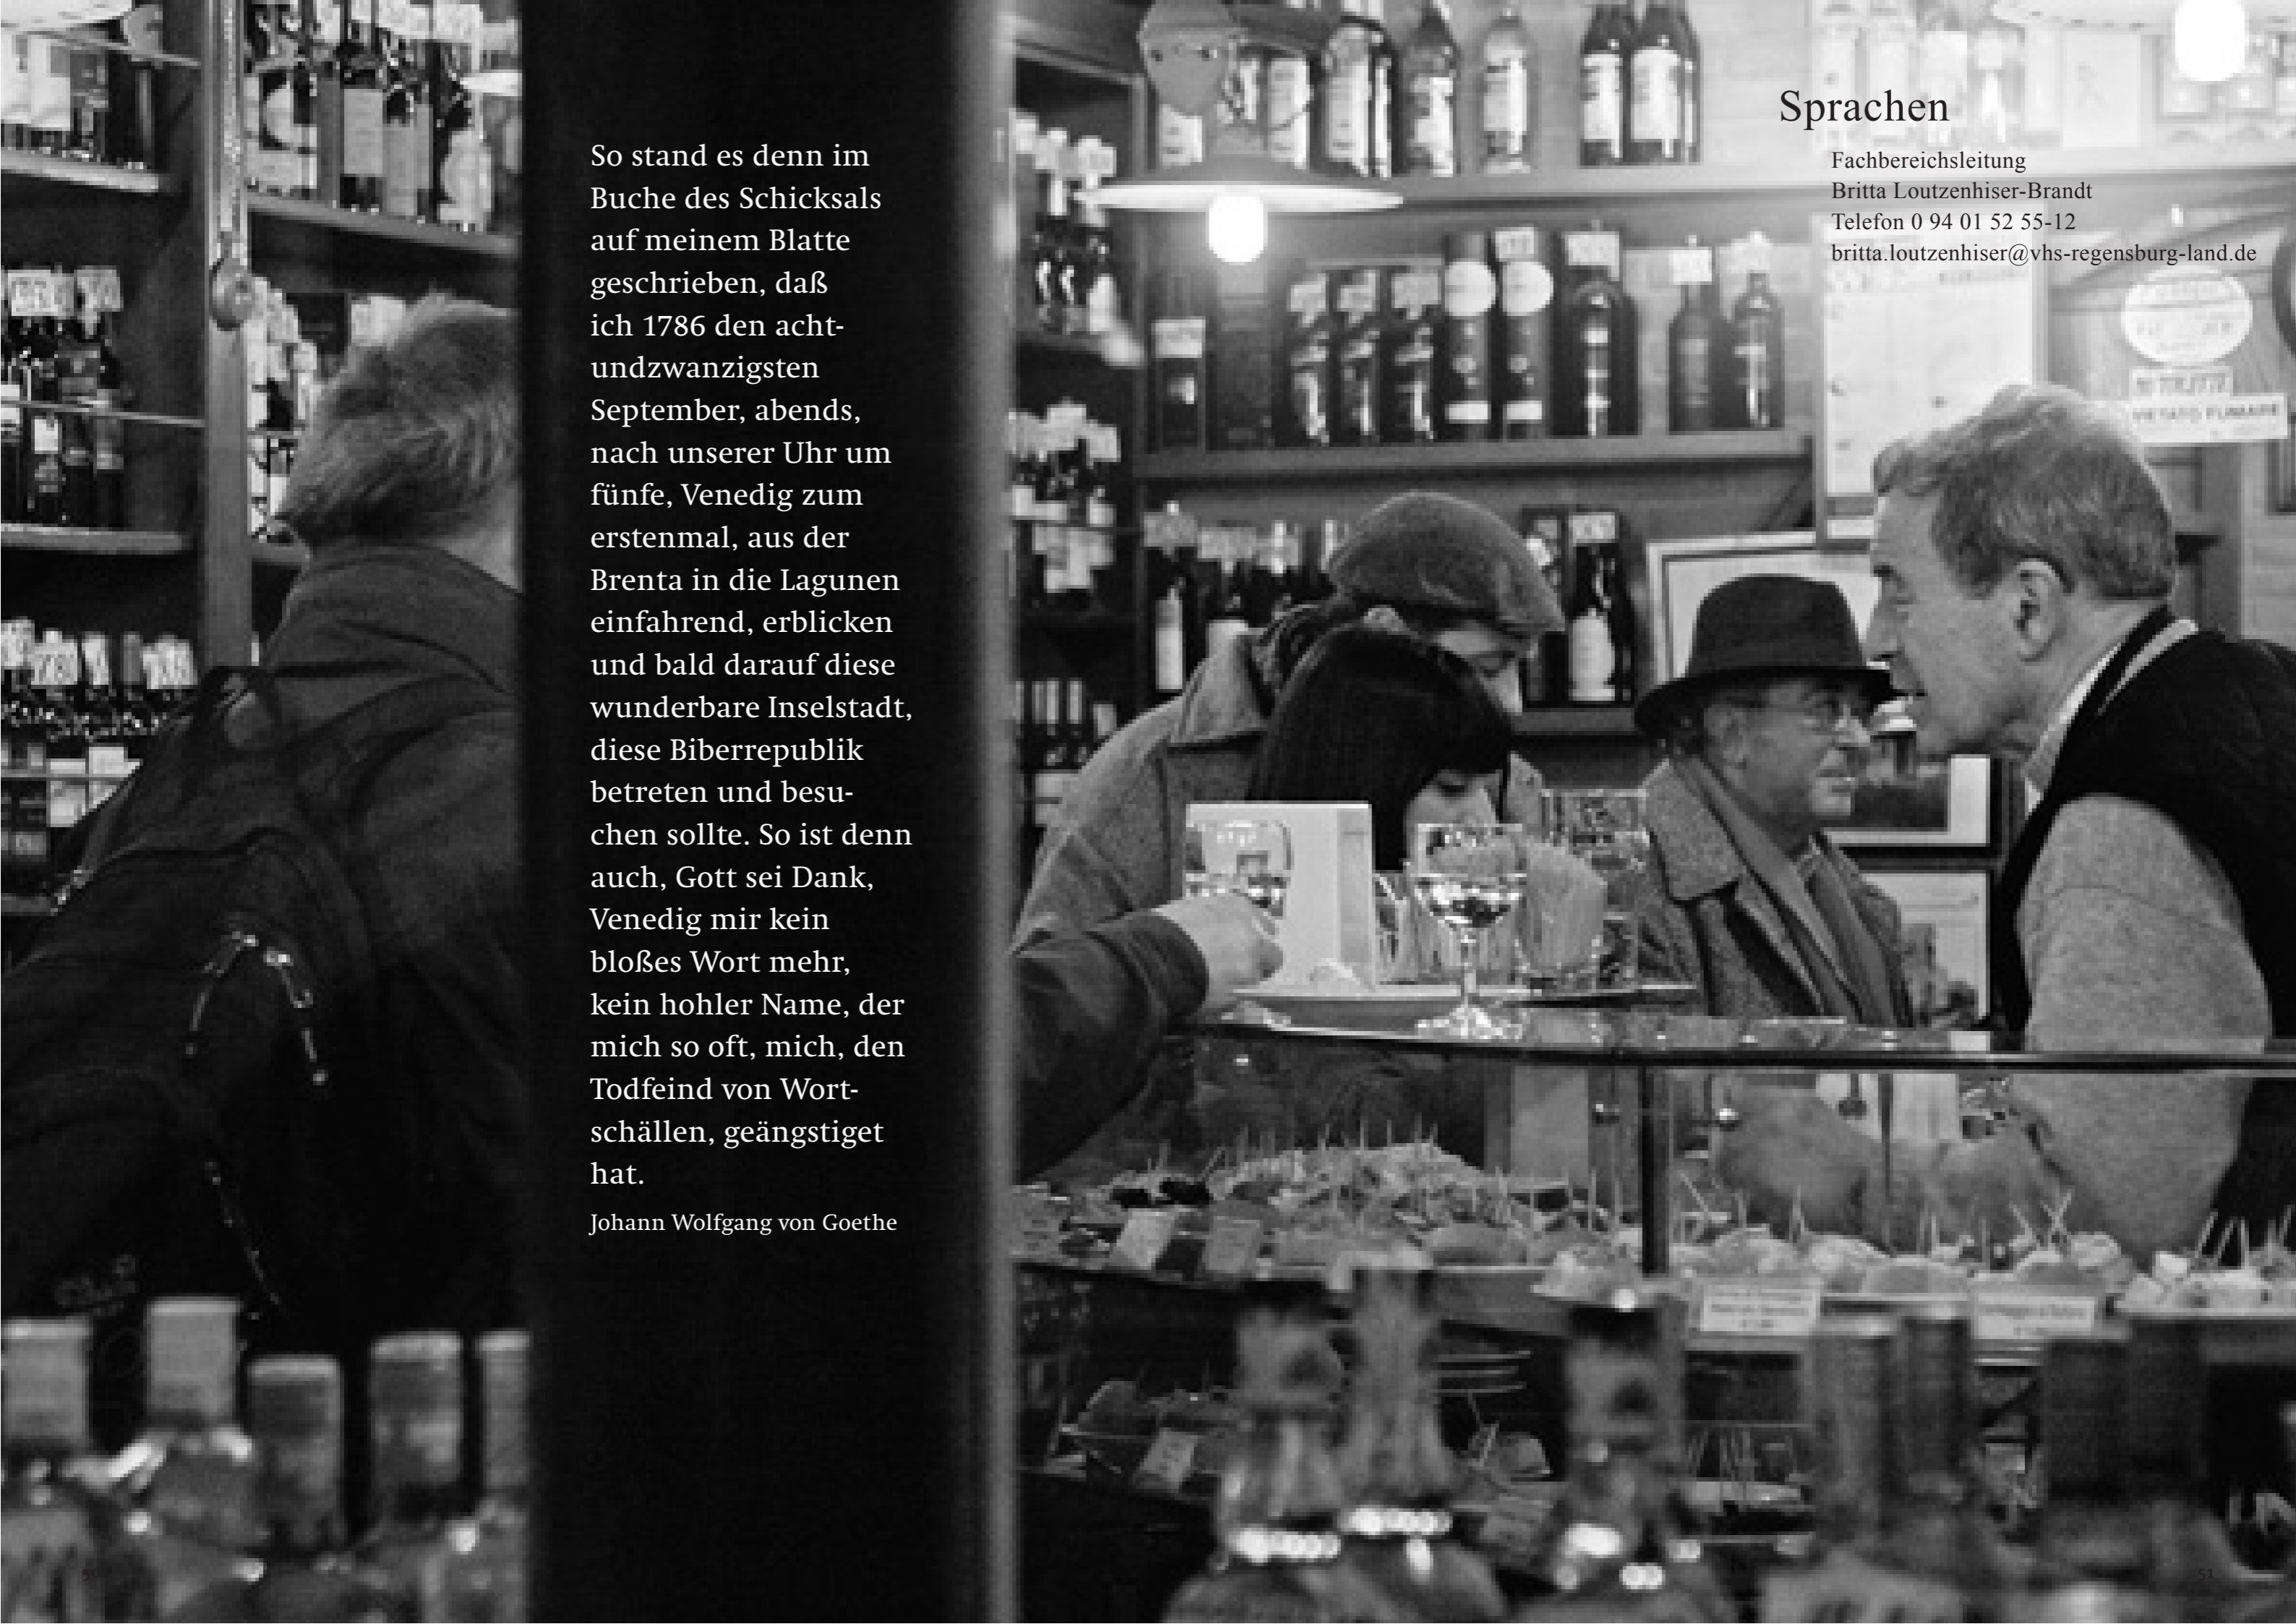 So stand es denn im
Buche des Schicksals
auf meinem Blatte
geschrieben, daß
ich 1786 den acht-
undzwanzigsten
September, abends,
nach unserer Uhr um
fünfe, Venedig zum
erstenmal, aus der
Brenta in die Lagunen
einfahrend, erblicken
und bald darauf diese
wunderbare Inselstadt,
diese Biberrepublik
betreten und besu-
chen sollte. So ist denn
auch, Gott sei Dank,
Venedig mir kein
bloßes Wort mehr,
kein hohler Name, der
mich so oft, mich, den
Todfeind von Wort-
schällen, geängstiget
hat.
Johann Wolfgang von Goethe
Sprachen
Fachbereichsleitung
Britta Loutzenhiser-Brandt
Telefon 0 94 01 52 55-12
britta.loutzenhiser@vhs-regensburg-land.de
VIETATO FUMARE
51